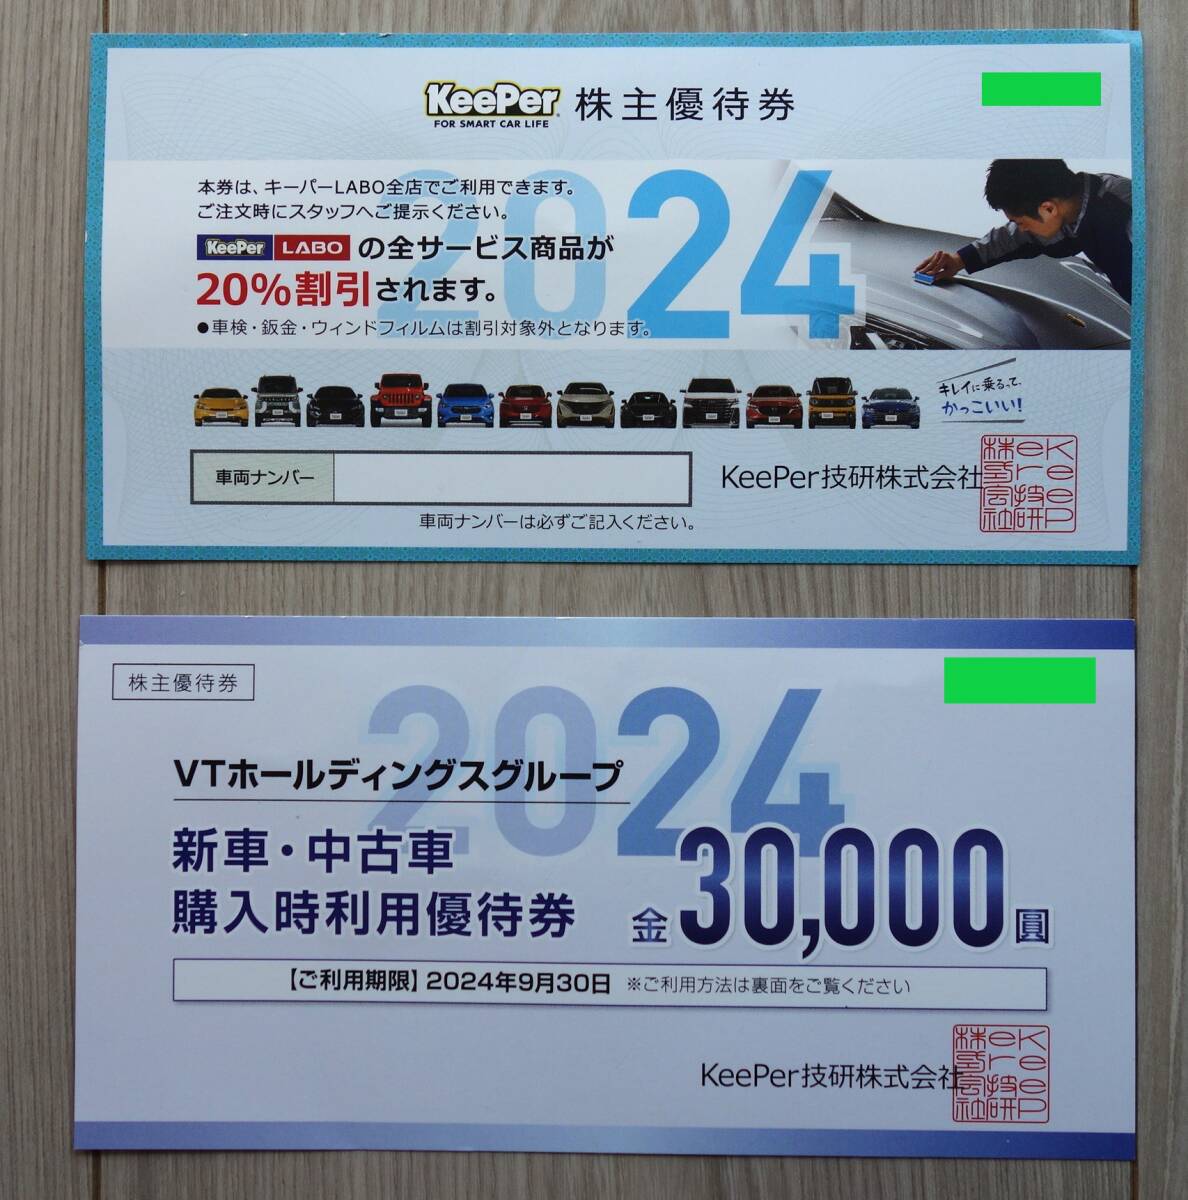 KeePer 株主優待券
FOR SMART CAR LIFE
2024
本券は、キーパーLABO全店でご利用できます。
ご注文時にスタッフへご提示ください。
KeePer LABO の全サービス商品が
20%割引されます。
●車検・鈑金・ウィンドフィルムは割引対象外となります。
キレイに乗るって、
かっこいい!
車両ナンバー
KeePer技研株式会社
車両ナンバーは必ずご記入ください。
株主優待券
2024
VTホールディングスグループ
新車・中古車
購入時利用優待券 金30,000圓
【ご利用期限】2024年9月30日 ※ご利用方法は裏面をご覧ください
KeePer技研株式会社